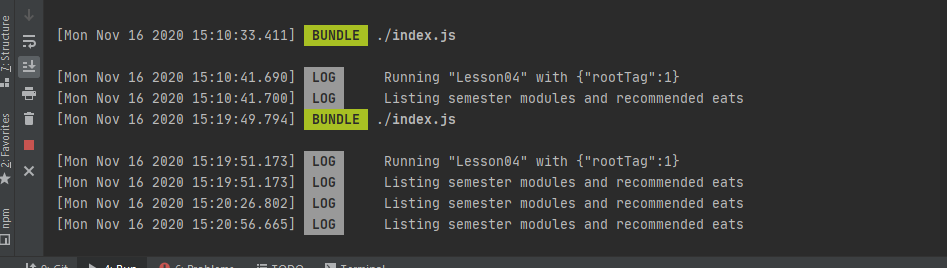 [Mon Nov 16 2020 15:10:33.411] BUNDLE ./index.js
[Mon Nov 16 2020 15:10:41.690] LOG Running "Lesson04" with {"rootTag":1}
[Mon Nov 16 2020 15:10:41.700] LOG Listing semester modules and recommended eats
[Mon Nov 16 2020 15:19:49.794] BUNDLE ./index.js
[Mon Nov 16 2020 15:19:51.173] LOG Running "Lesson04" with {"rootTag":1}
[Mon Nov 16 2020 15:19:51.173] LOG Listing semester modules and recommended eats
[Mon Nov 16 2020 15:20:26.802] LOG Listing semester modules and recommended eats
[Mon Nov 16 2020 15:20:56.665] LOG Listing semester modules and recommended eats
7: Structure
2: Favorites
npm
9: Git
4: Run
6: Problems
TODO
Terminal